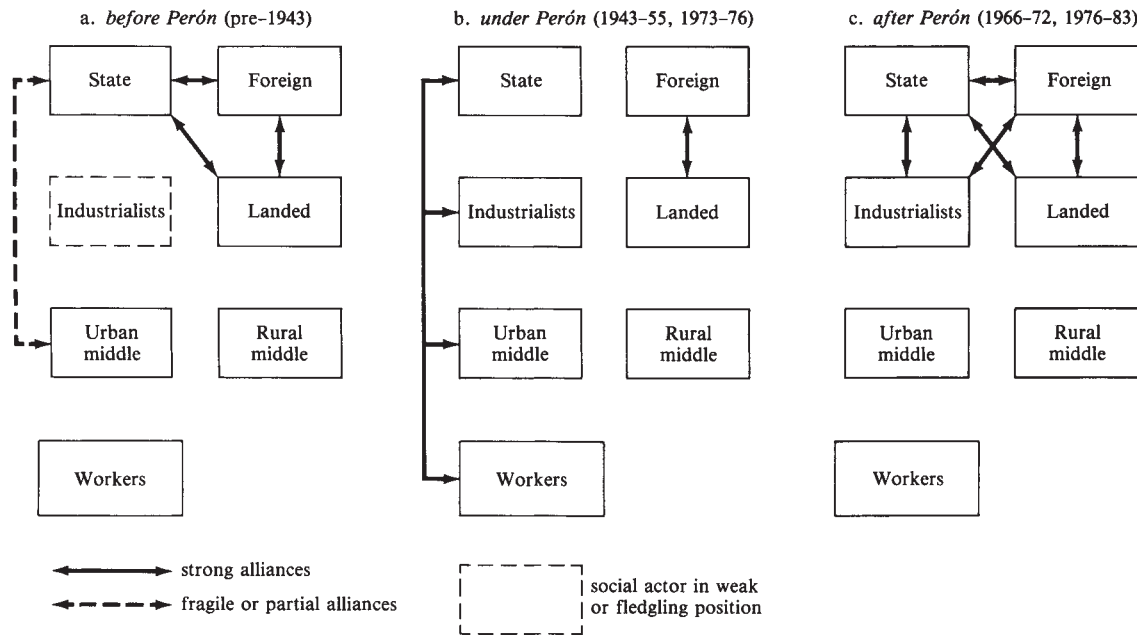 a. before Perón (pre–1943)
b. under Perón (1943–55, 1973–76)
c. after Perón (1966–72, 1976–83)
State
Foreign
State
Foreign
State
Foreign
Industrialists
Landed
Industrialists
Landed
Industrialists
Landed
Urban
middle
Rural
middle
Urban
middle
Rural
middle
Urban
middle
Rural
middle
Workers
Workers
Workers
strong alliances
fragile or partial alliances
social actor in weak
or fledgling position